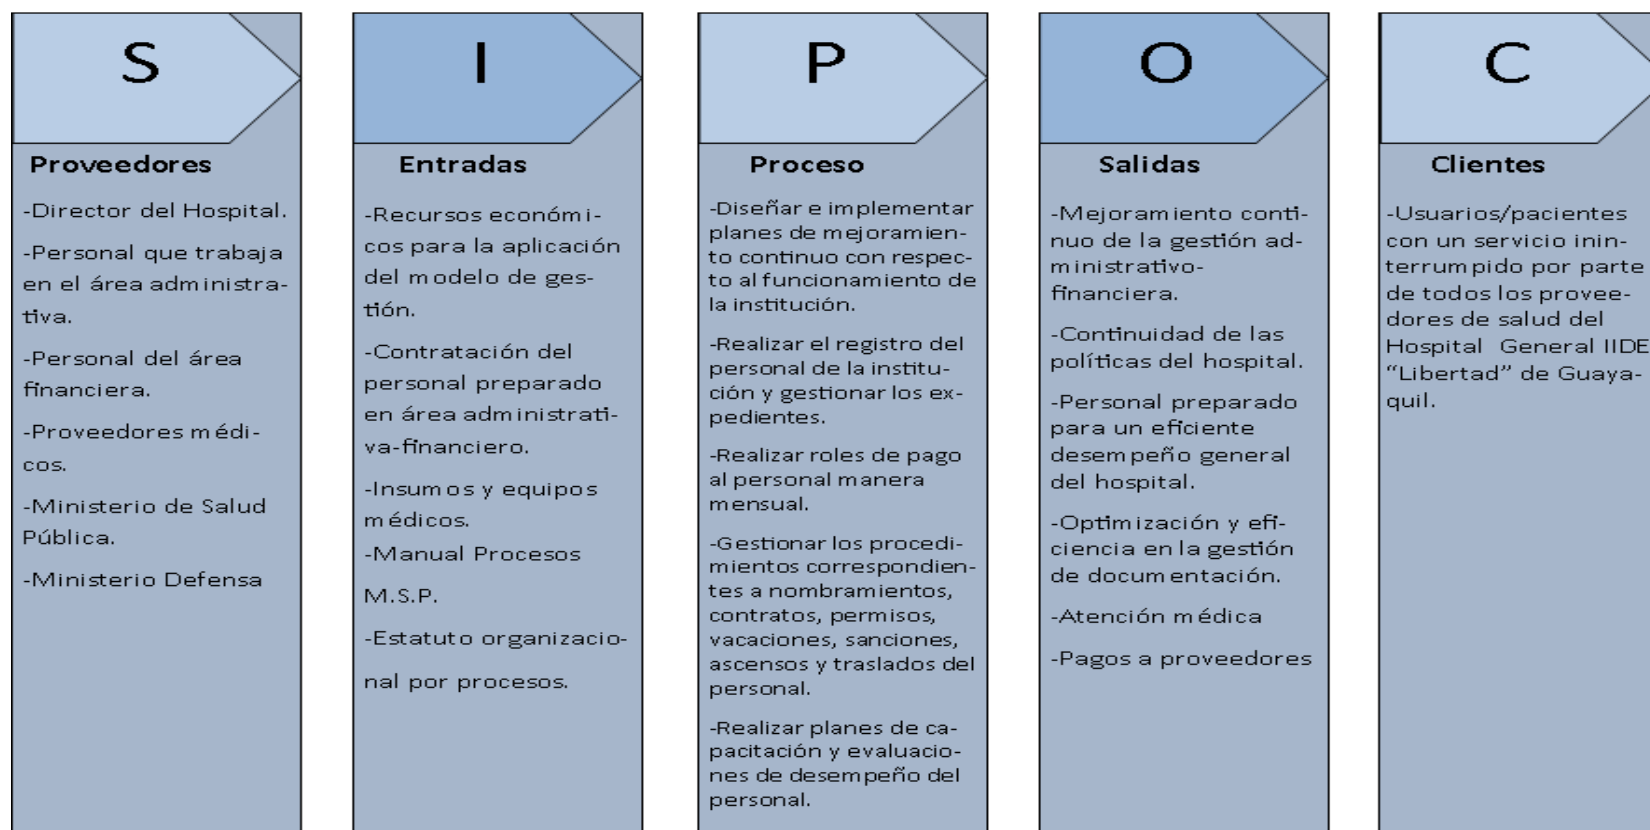 S
Proveedores
-Director del Hospital.
-Personal que trabaja
en el área administra-
tiva.
-Personal del área
financiera.
-Proveedores médi-
cos.
-Ministerio de Salud
Pública.
-Ministerio Defensa
I
Entradas
-Recursos económi-
cos para la aplicación
del modelo de ges-
tión.
-Contratación del
personal preparado
en área administrati-
va-financiero.
-Insumos y equipos
médicos.
-Manual Procesos
M.S.P.
-Estatuto organizacio-
nal por procesos.
P
Proceso
-Diseñar e implementar
planes de mejoramien-
to continuo con respec-
to al funcionamiento de
la institución.
-Realizar el registro del
personal de la institu-
ción y gestionar los ex-
pedientes.
-Realizar roles de pago
al personal manera
mensual.
-Gestionar los procedi-
mientos correspondien-
tes a nombramientos,
contratos, permisos,
vacaciones, sanciones,
ascensos y traslados del
personal.
-Realizar planes de ca-
pacitación y evaluacio-
nes de desempeño del
personal.
O
Salidas
-Mejoramiento conti-
nuo de la gestión ad-
ministrativo-
financiera.
-Continuidad de las
políticas del hospital.
-Personal preparado
para un eficiente
desempeño general
del hospital.
-Optimización y efi-
ciencia en la gestión
de documentación.
-Atención médica
-Pagos a proveedores
C
Clientes
-Usuarios/pacientes
con un servicio inin-
terrumpido por parte
de todos los provee-
dores de salud del
Hospital General IIDE
“Libertad” de Guaya-
quil.